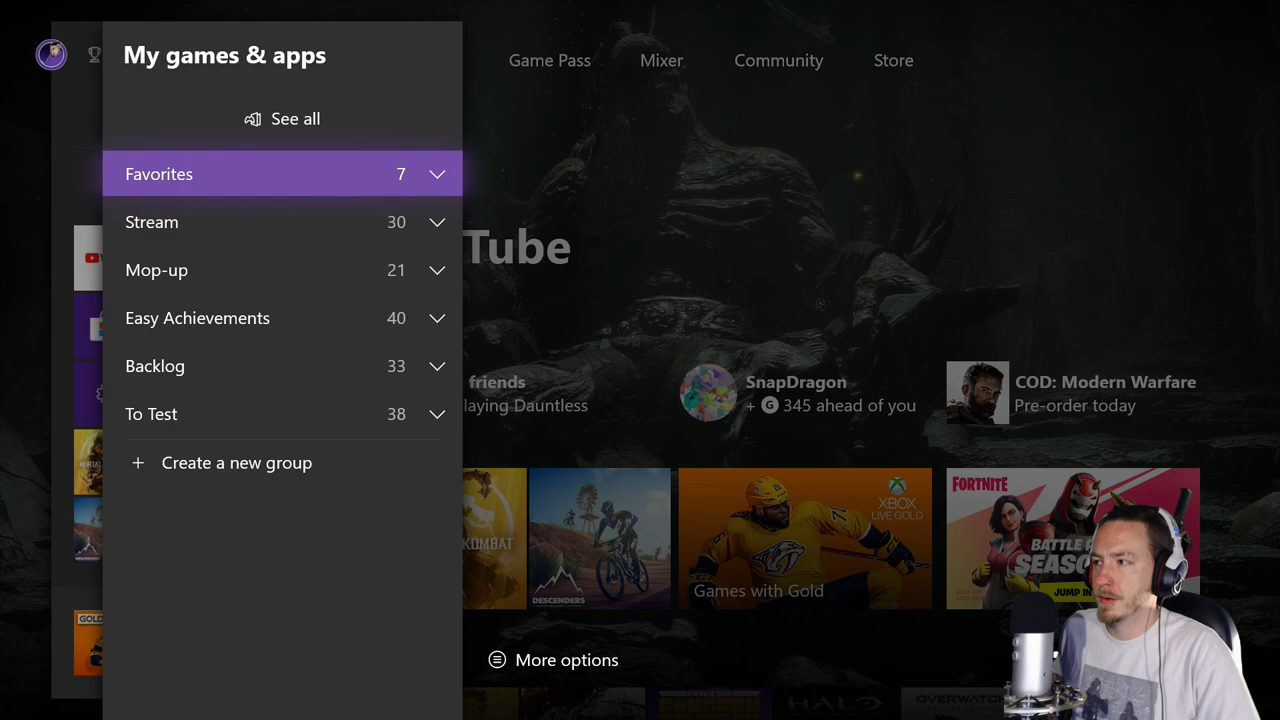 My games & apps
See all
Favorites 7
Stream 30
Mop-up 21
Easy Achievements 40
Backlog 33
To Test 38
+ Create a new group
Game Pass Mixer Community Store
Tube
friends
laying Dauntless
SnapDragon
+ G 345 ahead of you
COD: Modern Warfare
Pre-order today
KOMBAT
DESCENDERS
XBOX
LIVE GOLD
Games with Gold
FORTNITE
BATTLE P
SEASO
JUMP IN
More options
GOLD
HALO
OVERWATCH